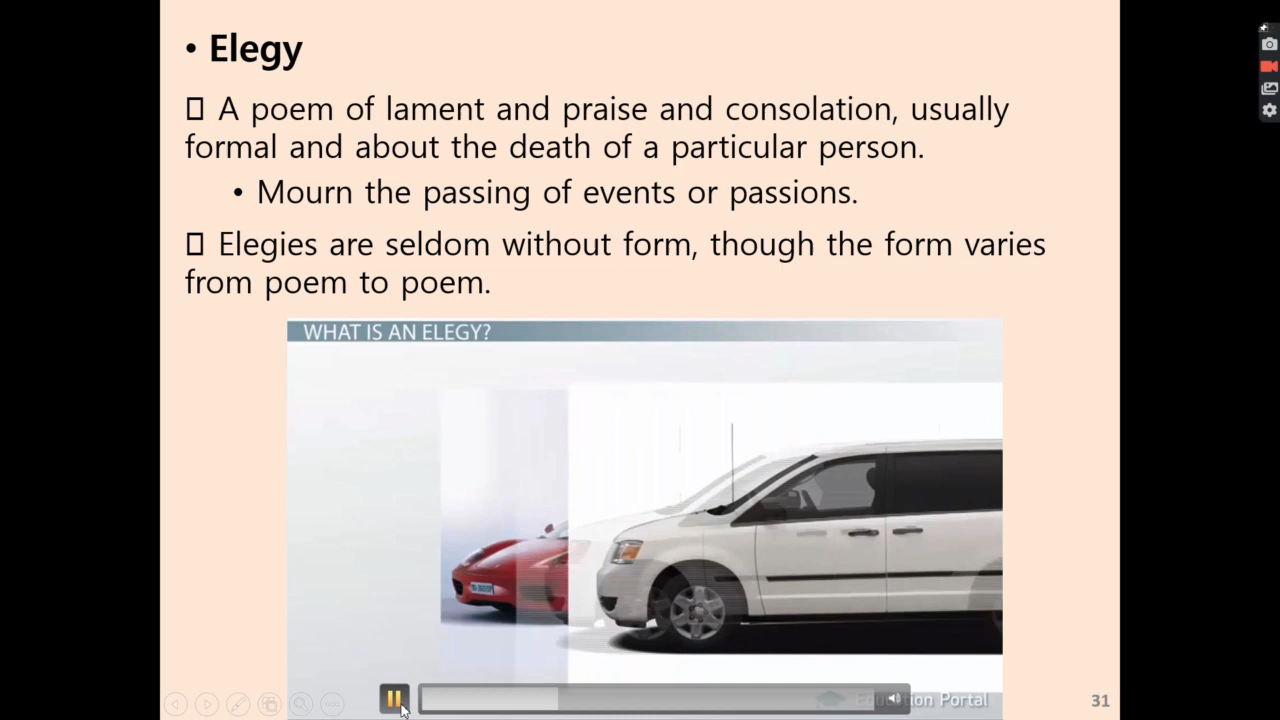 • Elegy
A poem of lament and praise and consolation, usually
formal and about the death of a particular person.
• Mourn the passing of events or passions.
Elegies are seldom without form, though the form varies
from poem to poem.
WHAT IS AN ELEGY?
Portal
31